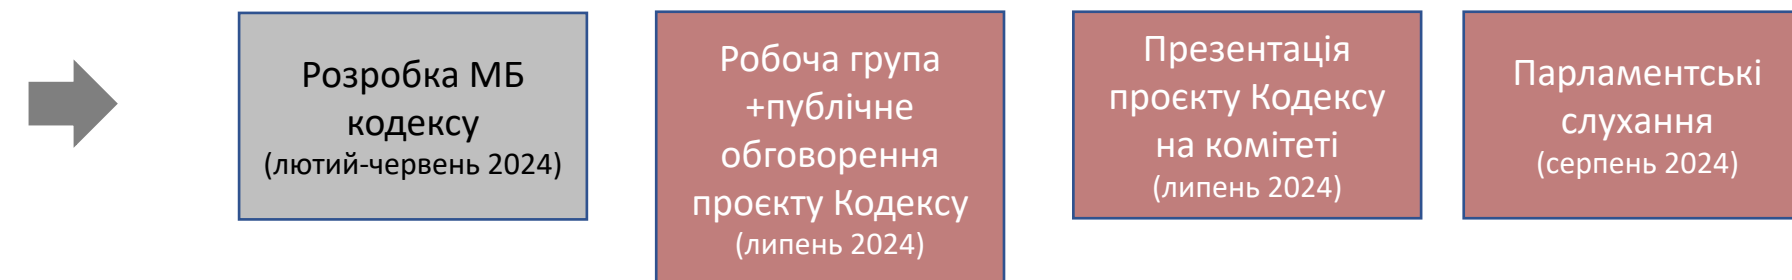 Розробка МБ
кодексу
(лютий-червень 2024)
Робоча група
+публічне
обговорення
проєкту Кодексу
(липень 2024)
Презентація
проєкту Кодексу
на комітеті
(липень 2024)
Парламентські
слухання
(серпень 2024)